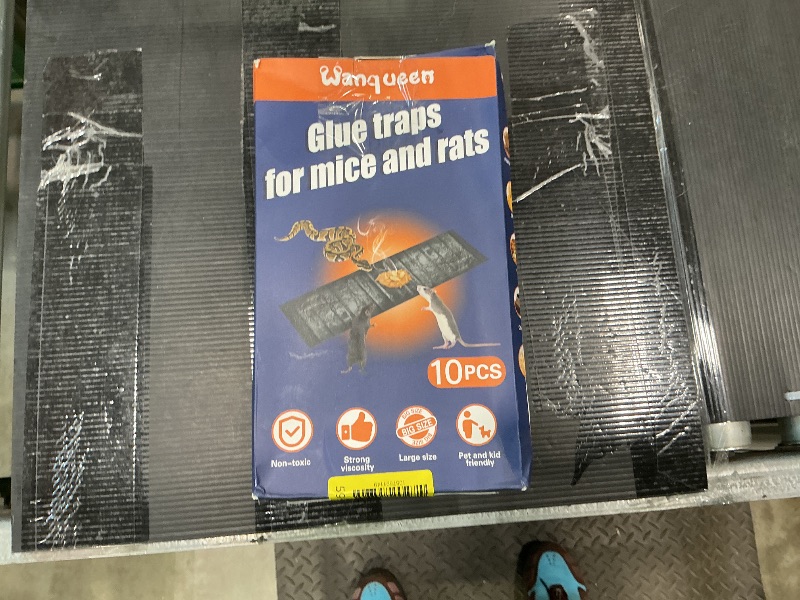 Wanqueen
Glue traps
for mice and rats
10PCS
BIG SIZE
Non-toxic
Strong
viscosity
Large size
Pet and kid
friendly